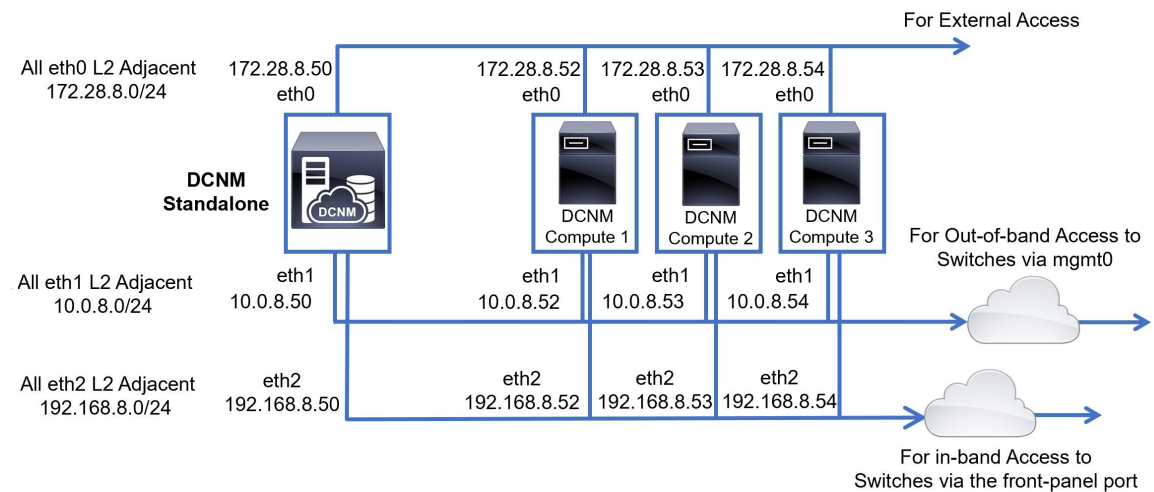 For External Access
All eth0 L2 Adjacent
172.28.8.0/24
172.28.8.50
eth0
172.28.8.52
eth0
172.28.8.53
eth0
172.28.8.54
eth0
DCNM
Standalone
DCNM
DCNM
Compute 1
DCNM
Compute 2
DCNM
Compute 3
For Out-of-band Access to
Switches via mgmt0
All eth1 L2 Adjacent
10.0.8.0/24
eth1
10.0.8.50
eth1
10.0.8.52
eth1
10.0.8.53
eth1
10.0.8.54
All eth2 L2 Adjacent
192.168.8.0/24
eth2
192.168.8.50
eth2
192.168.8.52
eth2
192.168.8.53
eth2
192.168.8.54
For in-band Access to
Switches via the front-panel port